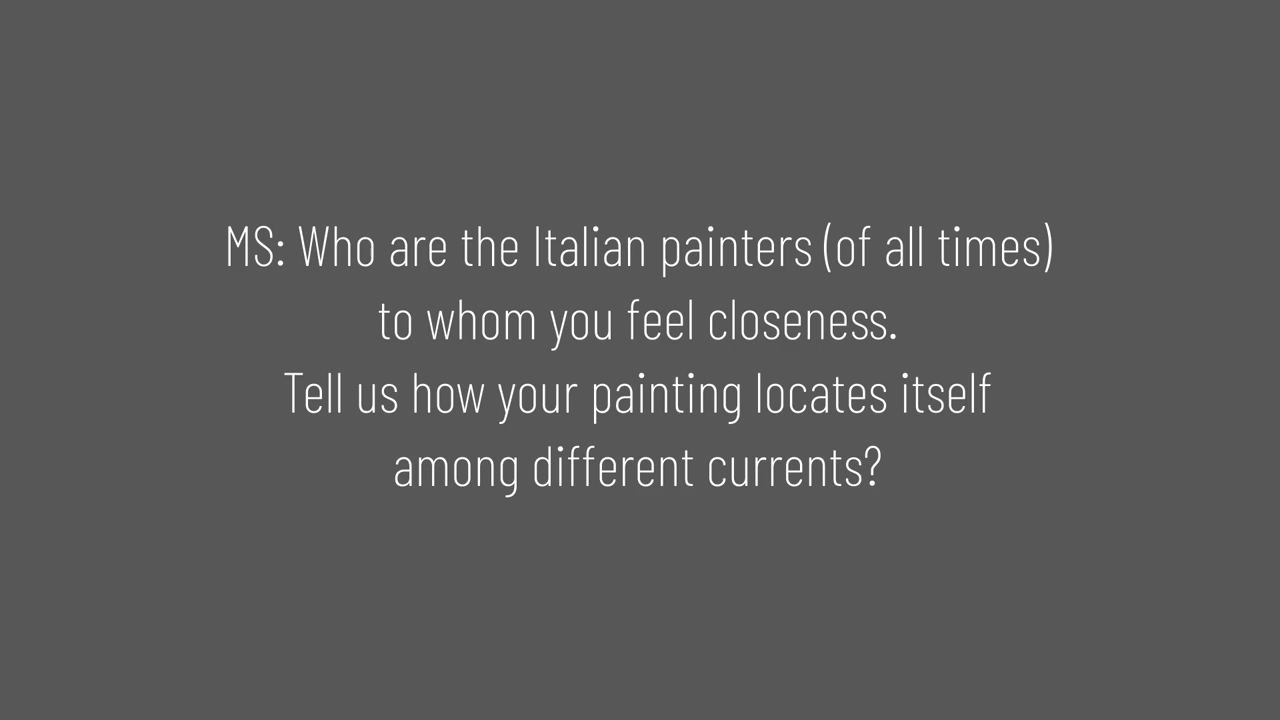 MS: Who are the Italian painters (of all times)
to whom you feel closeness.
Tell us how your painting locates itself
among different currents?